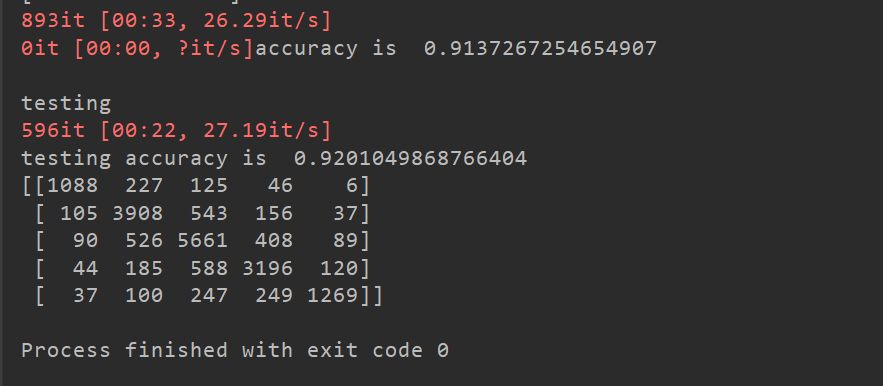 893it [00:33, 26.29it/s]
0it [00:00, ?it/s]accuracy is  0.9137267254654907
testing
596it [00:22, 27.19it/s]
testing accuracy is  0.9201049868766404
[[1088  227  125   46    6]
 [ 105 3908  543  156   37]
 [  90  526 5661  408   89]
 [  44  185  588 3196  120]
 [  37  100  247  249 1269]]
Process finished with exit code 0